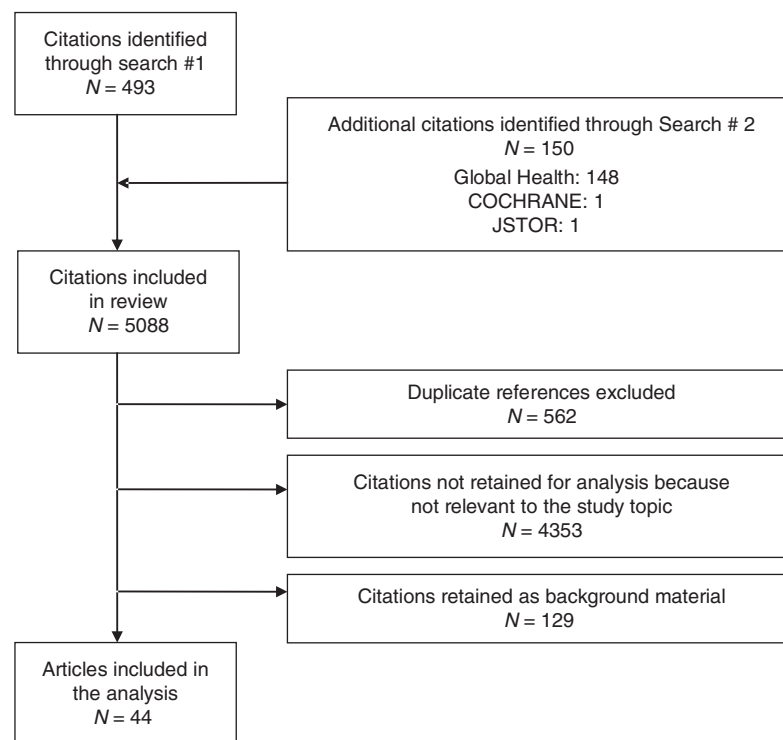 Citations identified
through search #1
N = 493
Additional citations identified through Search # 2
N = 150
Global Health: 148
COCHRANE: 1
JSTOR: 1
Citations included
in review
N = 5088
Duplicate references excluded
N = 562
Citations not retained for analysis because
not relevant to the study topic
N = 4353
Citations retained as background material
N = 129
Articles included in
the analysis
N = 44